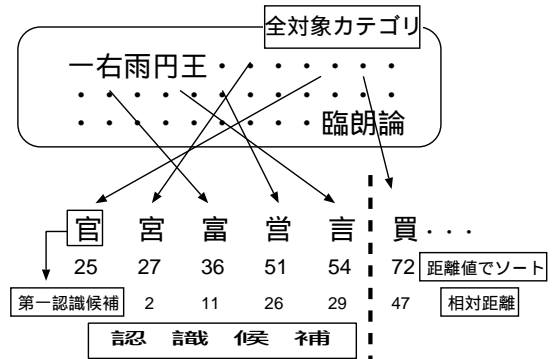 全対象カテゴリ
一右雨円王・・・・・・・
・・・・・・・・・・・・
・・・・・・・・・臨朗論
官 宮 富 営 言 買・・・
25 27 36 51 54 72 距離値でソート
第一認識候補 2 11 26 29 47 相対距離
認識候補